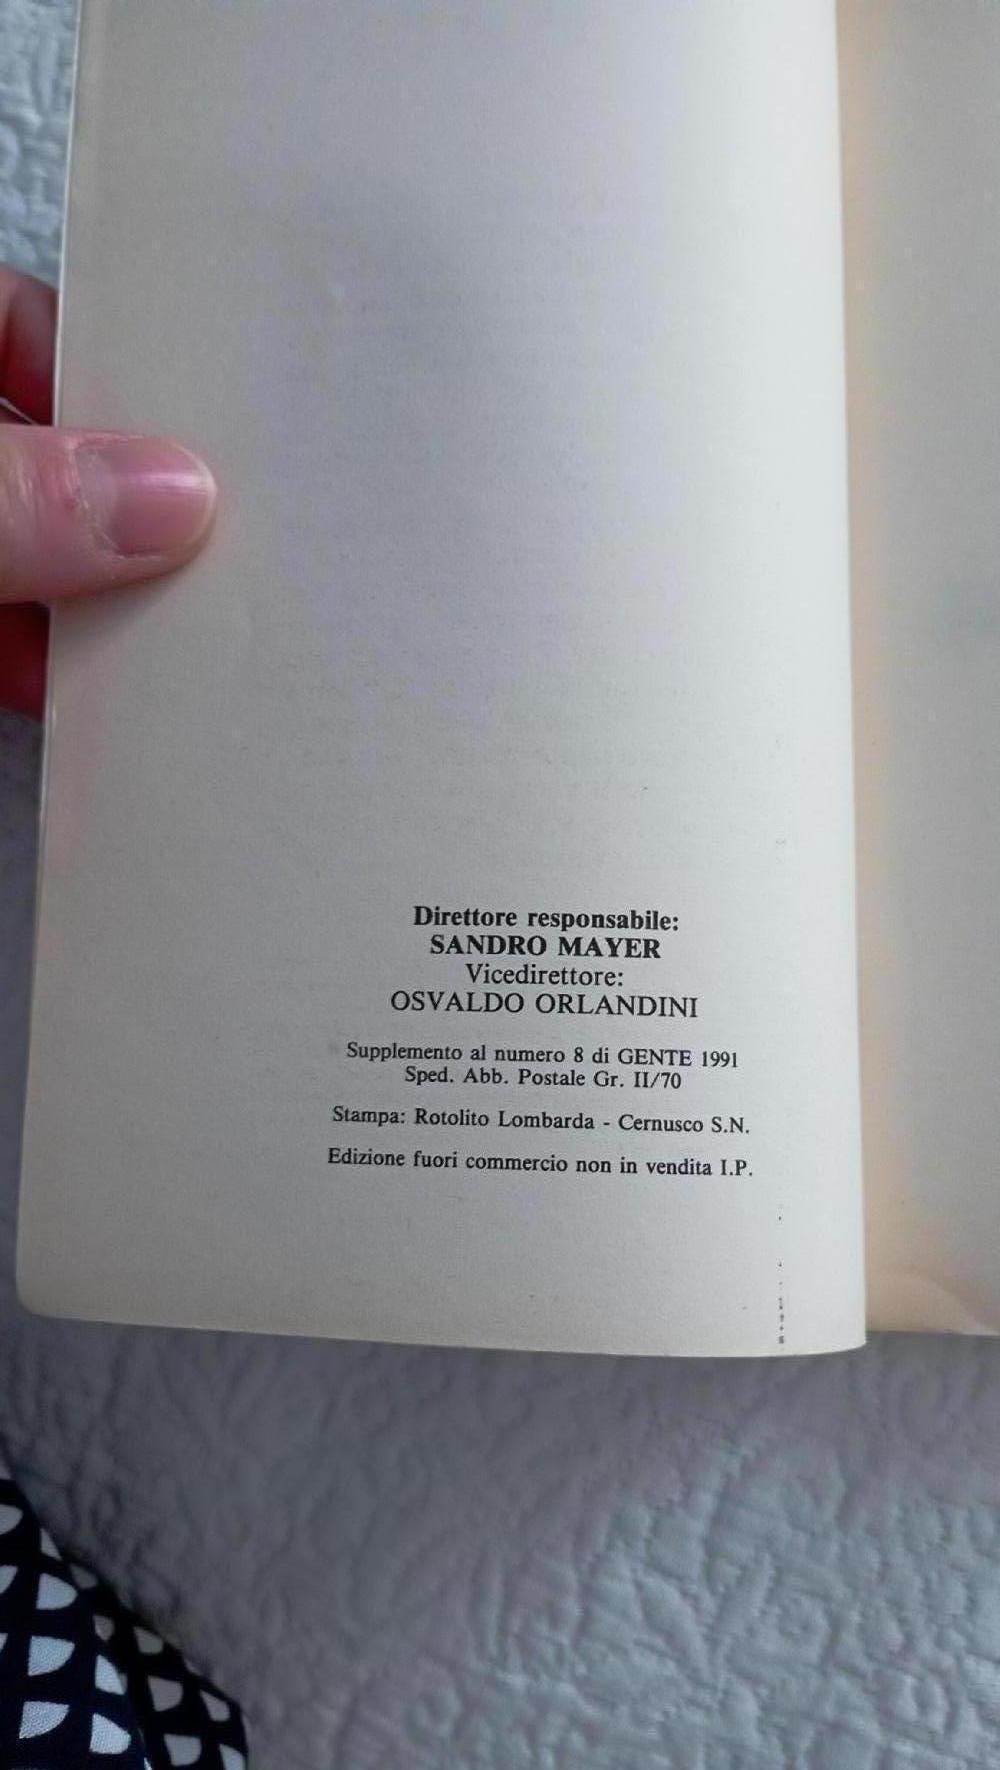 Direttore responsabile:
SANDRO MAYER
Vicedirettore:
OSVALDO ORLANDINI
Supplemento al numero 8 di GENTE 1991
Sped. Abb. Postale Gr. II/70
Stampa: Rotolito Lombarda - Cernusco S.N.
Edizione fuori commercio non in vendita I.P.